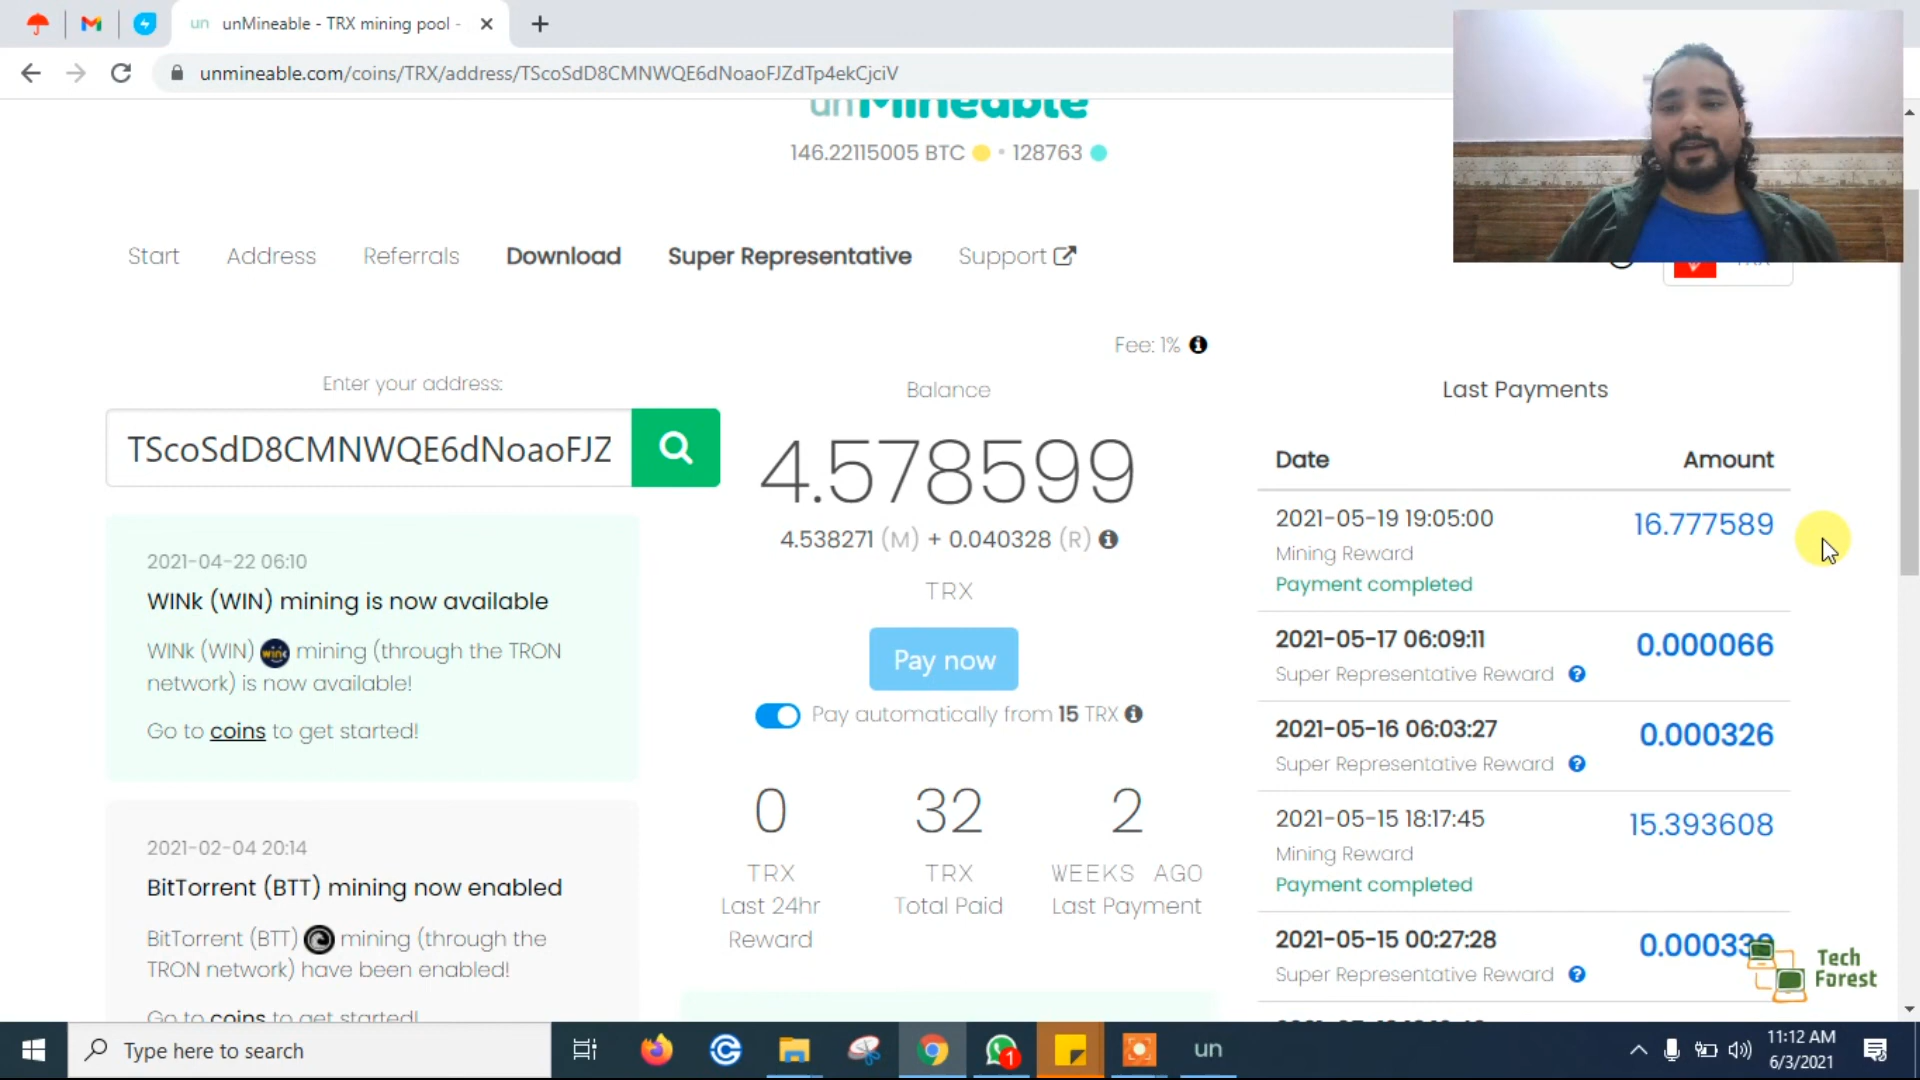 un unMineable - TRX mining pool -
unmineable.com/coins/TRX/address/TScoSdD8CMNWQE6dNoaoFJZdTp4ekCjciV
unMineable
146.22115005 BTC • 128763
Start Address Referrals Download Super Representative Support
Fee: 1%
Enter your address:
TScoSdD8CMNWQE6dNoaoFJZ
2021-04-22 06:10
WINk (WIN) mining is now available
WINk (WIN) mining (through the TRON
network) is now available!
Go to coins to get started!
2021-02-04 20:14
BitTorrent (BTT) mining now enabled
BitTorrent (BTT) mining (through the
TRON network) have been enabled!
Go to coins to get started!
Balance
4.578599
4.538271 (M) + 0.040328 (R)
TRX
Pay now
Pay automatically from 15 TRX
0
TRX
Last 24hr
Reward
32
TRX
Total Paid
2
WEEKS AGO
Last Payment
Last Payments
Date Amount
2021-05-19 19:05:00 16.777589
Mining Reward
Payment completed
2021-05-17 06:09:11 0.000066
Super Representative Reward
2021-05-16 06:03:27 0.000326
Super Representative Reward
2021-05-15 18:17:45 15.393608
Mining Reward
Payment completed
2021-05-15 00:27:28
Super Representative Reward
Tech
Forest
Type here to search
1
un
11:12 AM
6/3/2021